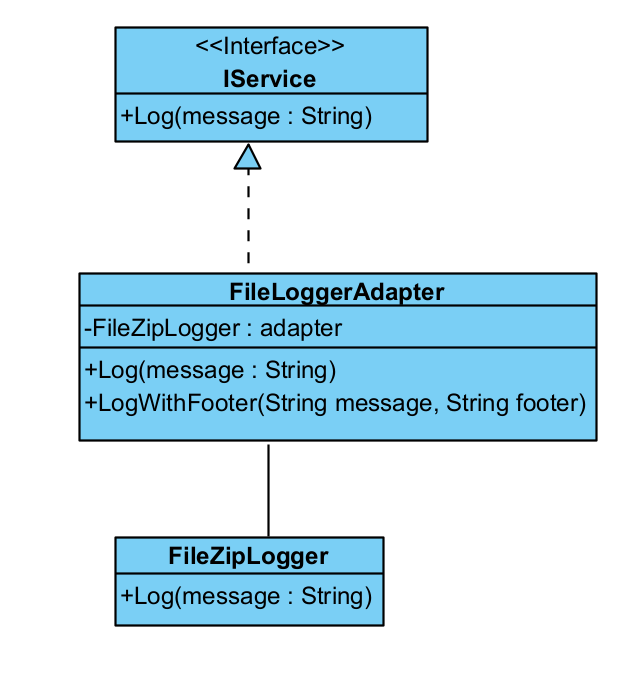 <<Interface>>
IService
+Log(message : String)
FileLoggerAdapter
-FileZipLogger : adapter
+Log(message : String)
+LogWithFooter(String message, String footer)
FileZipLogger
+Log(message : String)